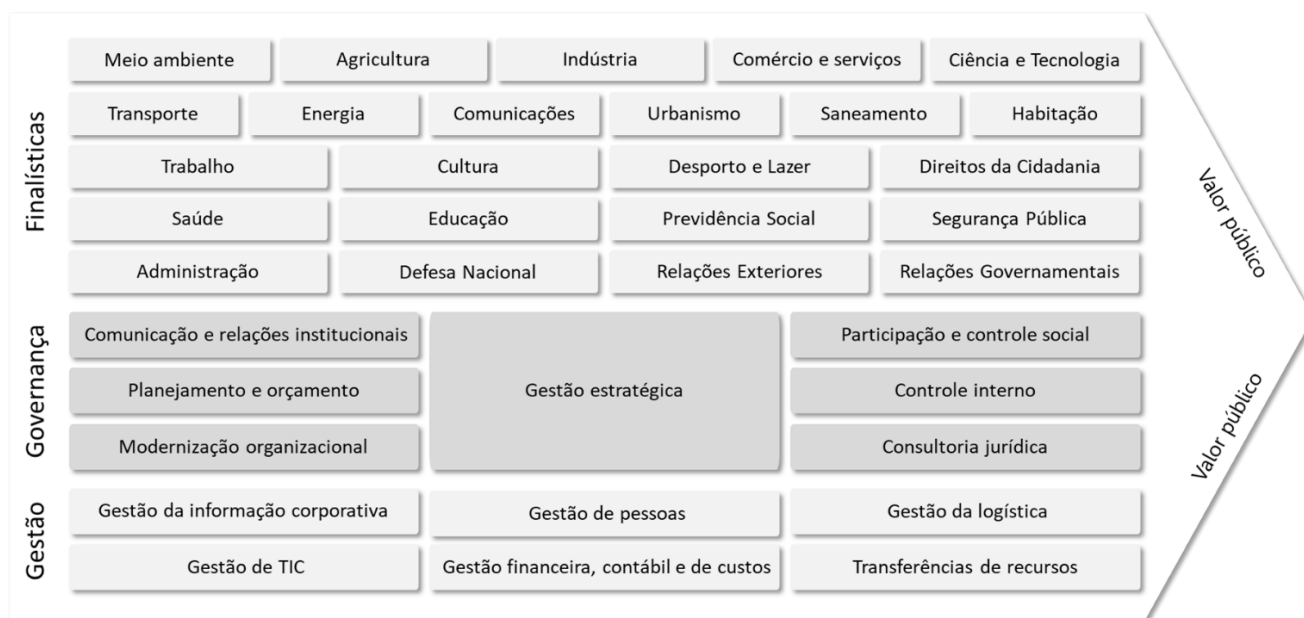 Finalísticas
Meio ambiente
Agricultura
Indústria
Comércio e serviços
Ciência e Tecnologia
Transporte
Energia
Comunicações
Urbanismo
Saneamento
Habitação
Trabalho
Cultura
Desporto e Lazer
Direitos da Cidadania
Saúde
Educação
Previdência Social
Segurança Pública
Administração
Defesa Nacional
Relações Exteriores
Relações Governamentais
Governança
Comunicação e relações institucionais
Planejamento e orçamento
Modernização organizacional
Gestão estratégica
Participação e controle social
Controle interno
Consultoria jurídica
Gestão
Gestão da informação corporativa
Gestão de pessoas
Gestão da logística
Gestão de TIC
Gestão financeira, contábil e de custos
Transferências de recursos
Valor público
Valor público